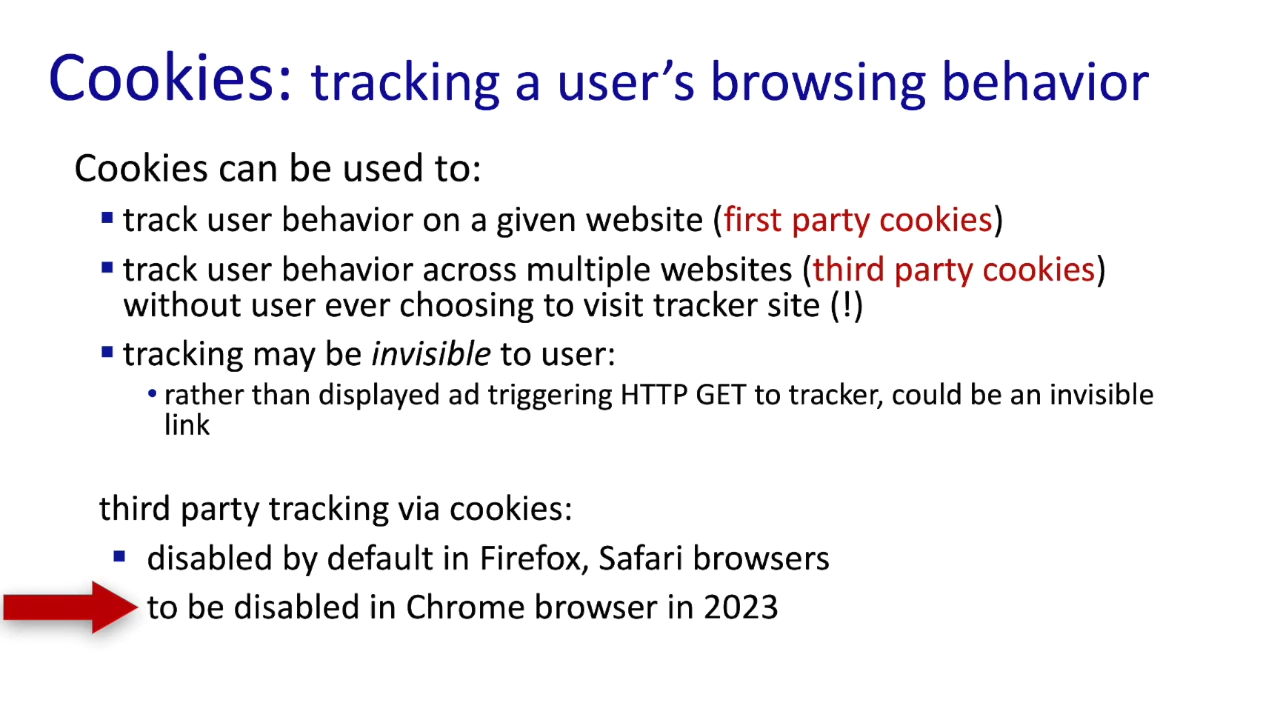 Cookies: tracking a user’s browsing behavior
Cookies can be used to:
▪ track user behavior on a given website (first party cookies)
▪ track user behavior across multiple websites (third party cookies)
without user ever choosing to visit tracker site (!)
▪ tracking may be invisible to user:
• rather than displayed ad triggering HTTP GET to tracker, could be an invisible
link
third party tracking via cookies:
▪ disabled by default in Firefox, Safari browsers
to be disabled in Chrome browser in 2023